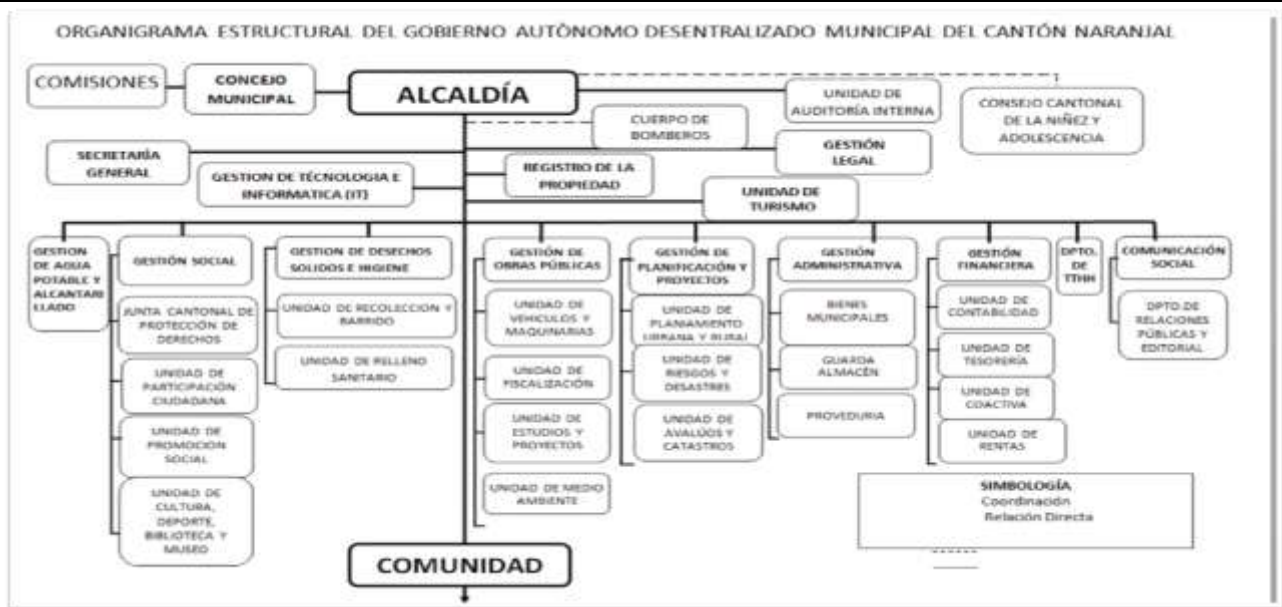 ORGANIGRAMA ESTRUCTURAL DEL GOBIERNO AUTÒNOMO DESENTRALIZADO MUNICIPAL DEL CANTÓN NARANJAL
COMISIONES
CONCEJO
MUNICIPAL
ALCALDÍA
UNIDAD DE
AUDITORÍA INTERNA
CONSEJO CANTONAL
DE LA NIÑEZ Y
ADOLESCENCIA
CUERPO DE
BOMBEROS
SECRETARÍA
GENERAL
GESTIÓN
LEGAL
GESTION DE TÉCNOLOGIA E
INFORMATICA (IT)
REGISTRO DE LA
PROPIEDAD
UNIDAD DE
TURISMO
GESTION
DE AGUA
POTABLE Y
ALCANTARI
LLADO
GESTIÓN SOCIAL
JUNTA CANTONAL DE
PROTECCIÓN DE
DERECHOS
UNIDAD DE
PARTICIPACIÓN
CIUDADANA
UNIDAD DE
PROMOCION
SOCIAL
UNIDAD DE
CULTURA,
DEPORTE,
BIBLIOTECA Y
MUSEO
GESTION DE DESECHOS
SOLIDOS E HIGIENE
UNIDAD DE RECOLECCION Y
BARRIDO
UNIDAD DE RELLENO
SANITARIO
GESTIÓN DE
OBRAS PÚBLICAS
UNIDAD DE
VEHICULOS Y
MAQUINARIAS
UNIDAD DE
FISCALIZACIÓN
UNIDAD DE
ESTUDIOS Y
PROYECTOS
UNIDAD DE MEDIO
AMBIENTE
GESTIÓN DE
PLANIFICACIÓN Y
PROYECTOS
UNIDAD DE
PLANIAMIENTO
URBANA Y RURAL
UNIDAD DE
RIESGOS Y
DESASTRES
UNIDAD DE
AVALÚOS Y
CATASTROS
GESTIÓN
ADMINISTRATIVA
BIENES
MUNICIPALES
GUARDA
ALMACÉN
PROVEDURIA
GESTIÓN
FINANCIERA
UNIDAD DE
CONTABILIDAD
UNIDAD DE
TESORERÍA
UNIDAD DE
COACTIVA
UNIDAD DE
RENTAS
DPTO.
DE
TTHH
COMUNICACIÓN
SOCIAL
DPTO.DE
RELACIONES
PÚBLICAS Y
EDITORIAL
SIMBOLOGÍA
Coordinación
Relación Directa
COMUNIDAD